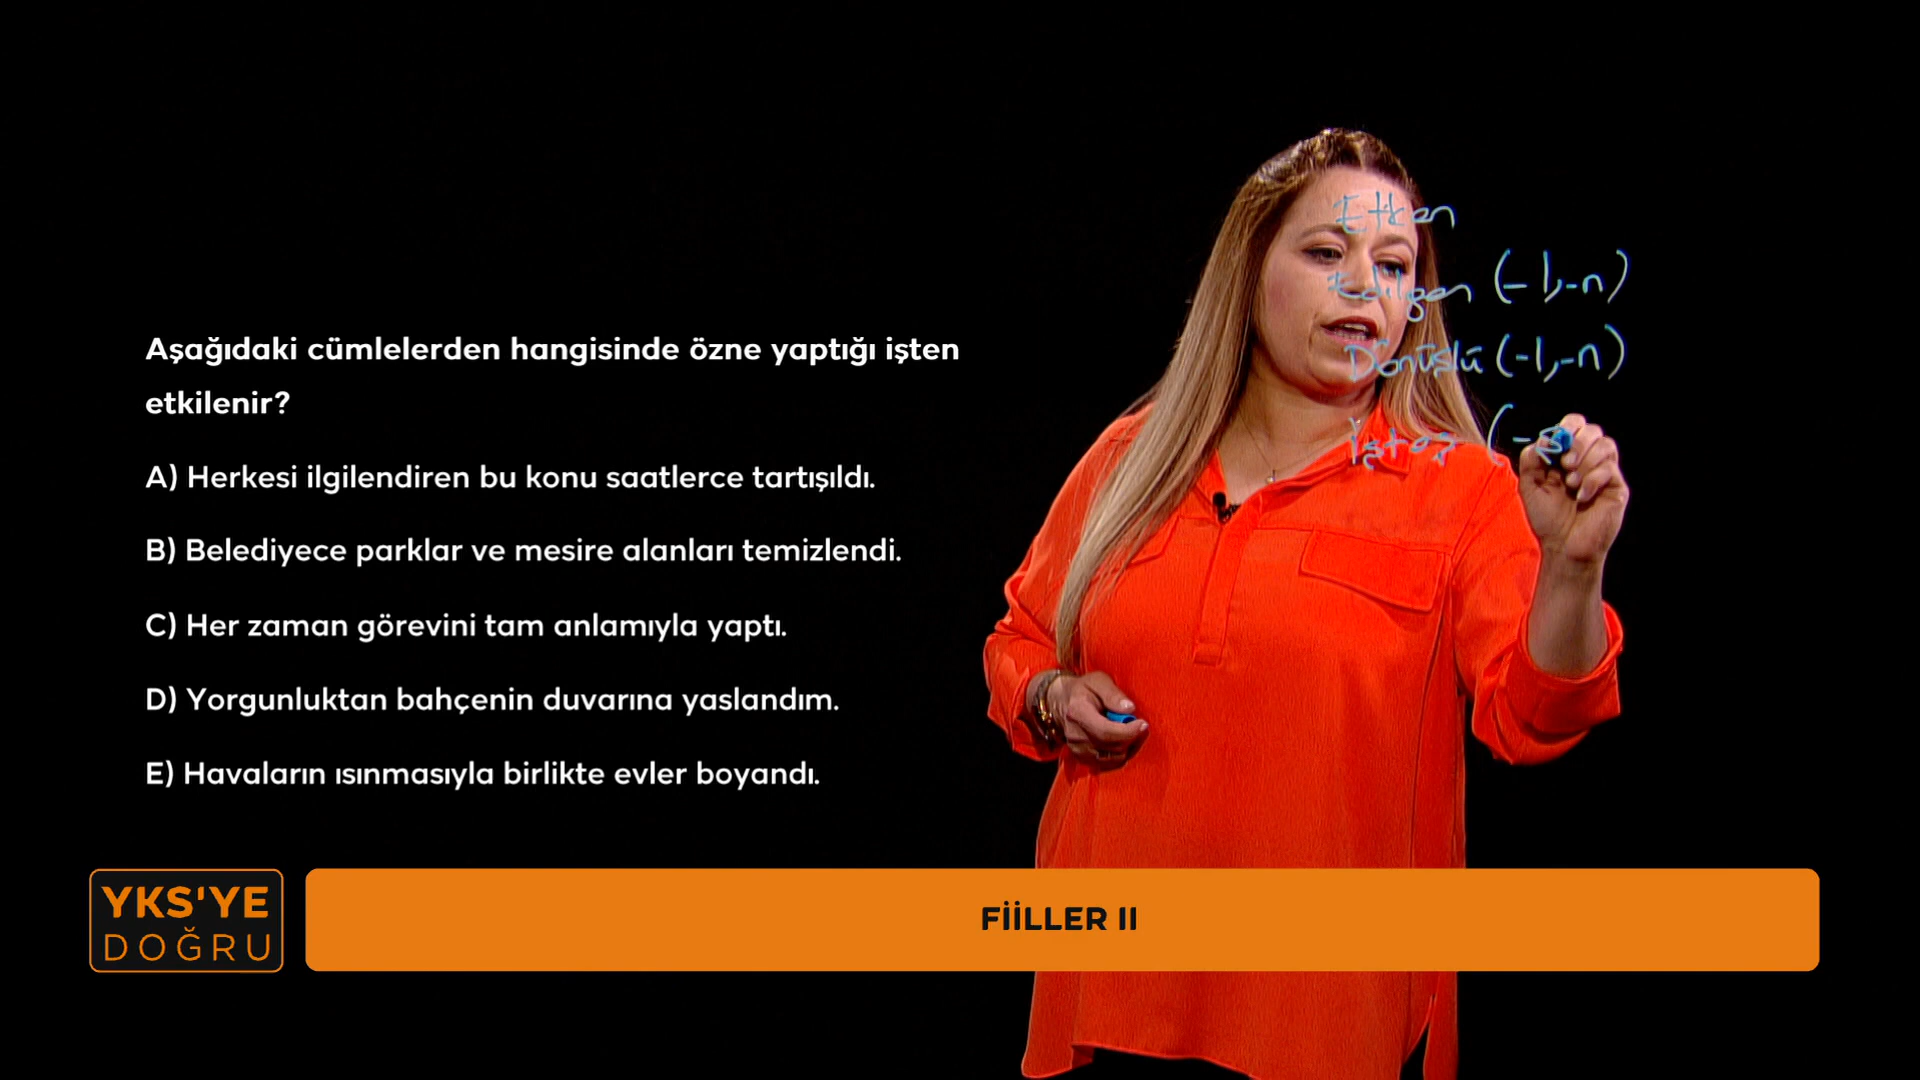 Aşağıdaki cümlelerden hangisinde özne yaptığı işten
etkilenir?
A) Herkesi ilgilendiren bu konu saatlerce tartışıldı.
B) Belediyece parklar ve mesire alanları temizlendi.
C) Her zaman görevini tam anlamıyla yaptı.
D) Yorgunluktan bahçenin duvarına yaslandım.
E) Havaların ısınmasıyla birlikte evler boyandı.
Etken
Edilgen (-l,-n)
Dönüşlü (-l,-n)
İşteş (-ş
YKS'YE
DOĞRU
FİİLLER II